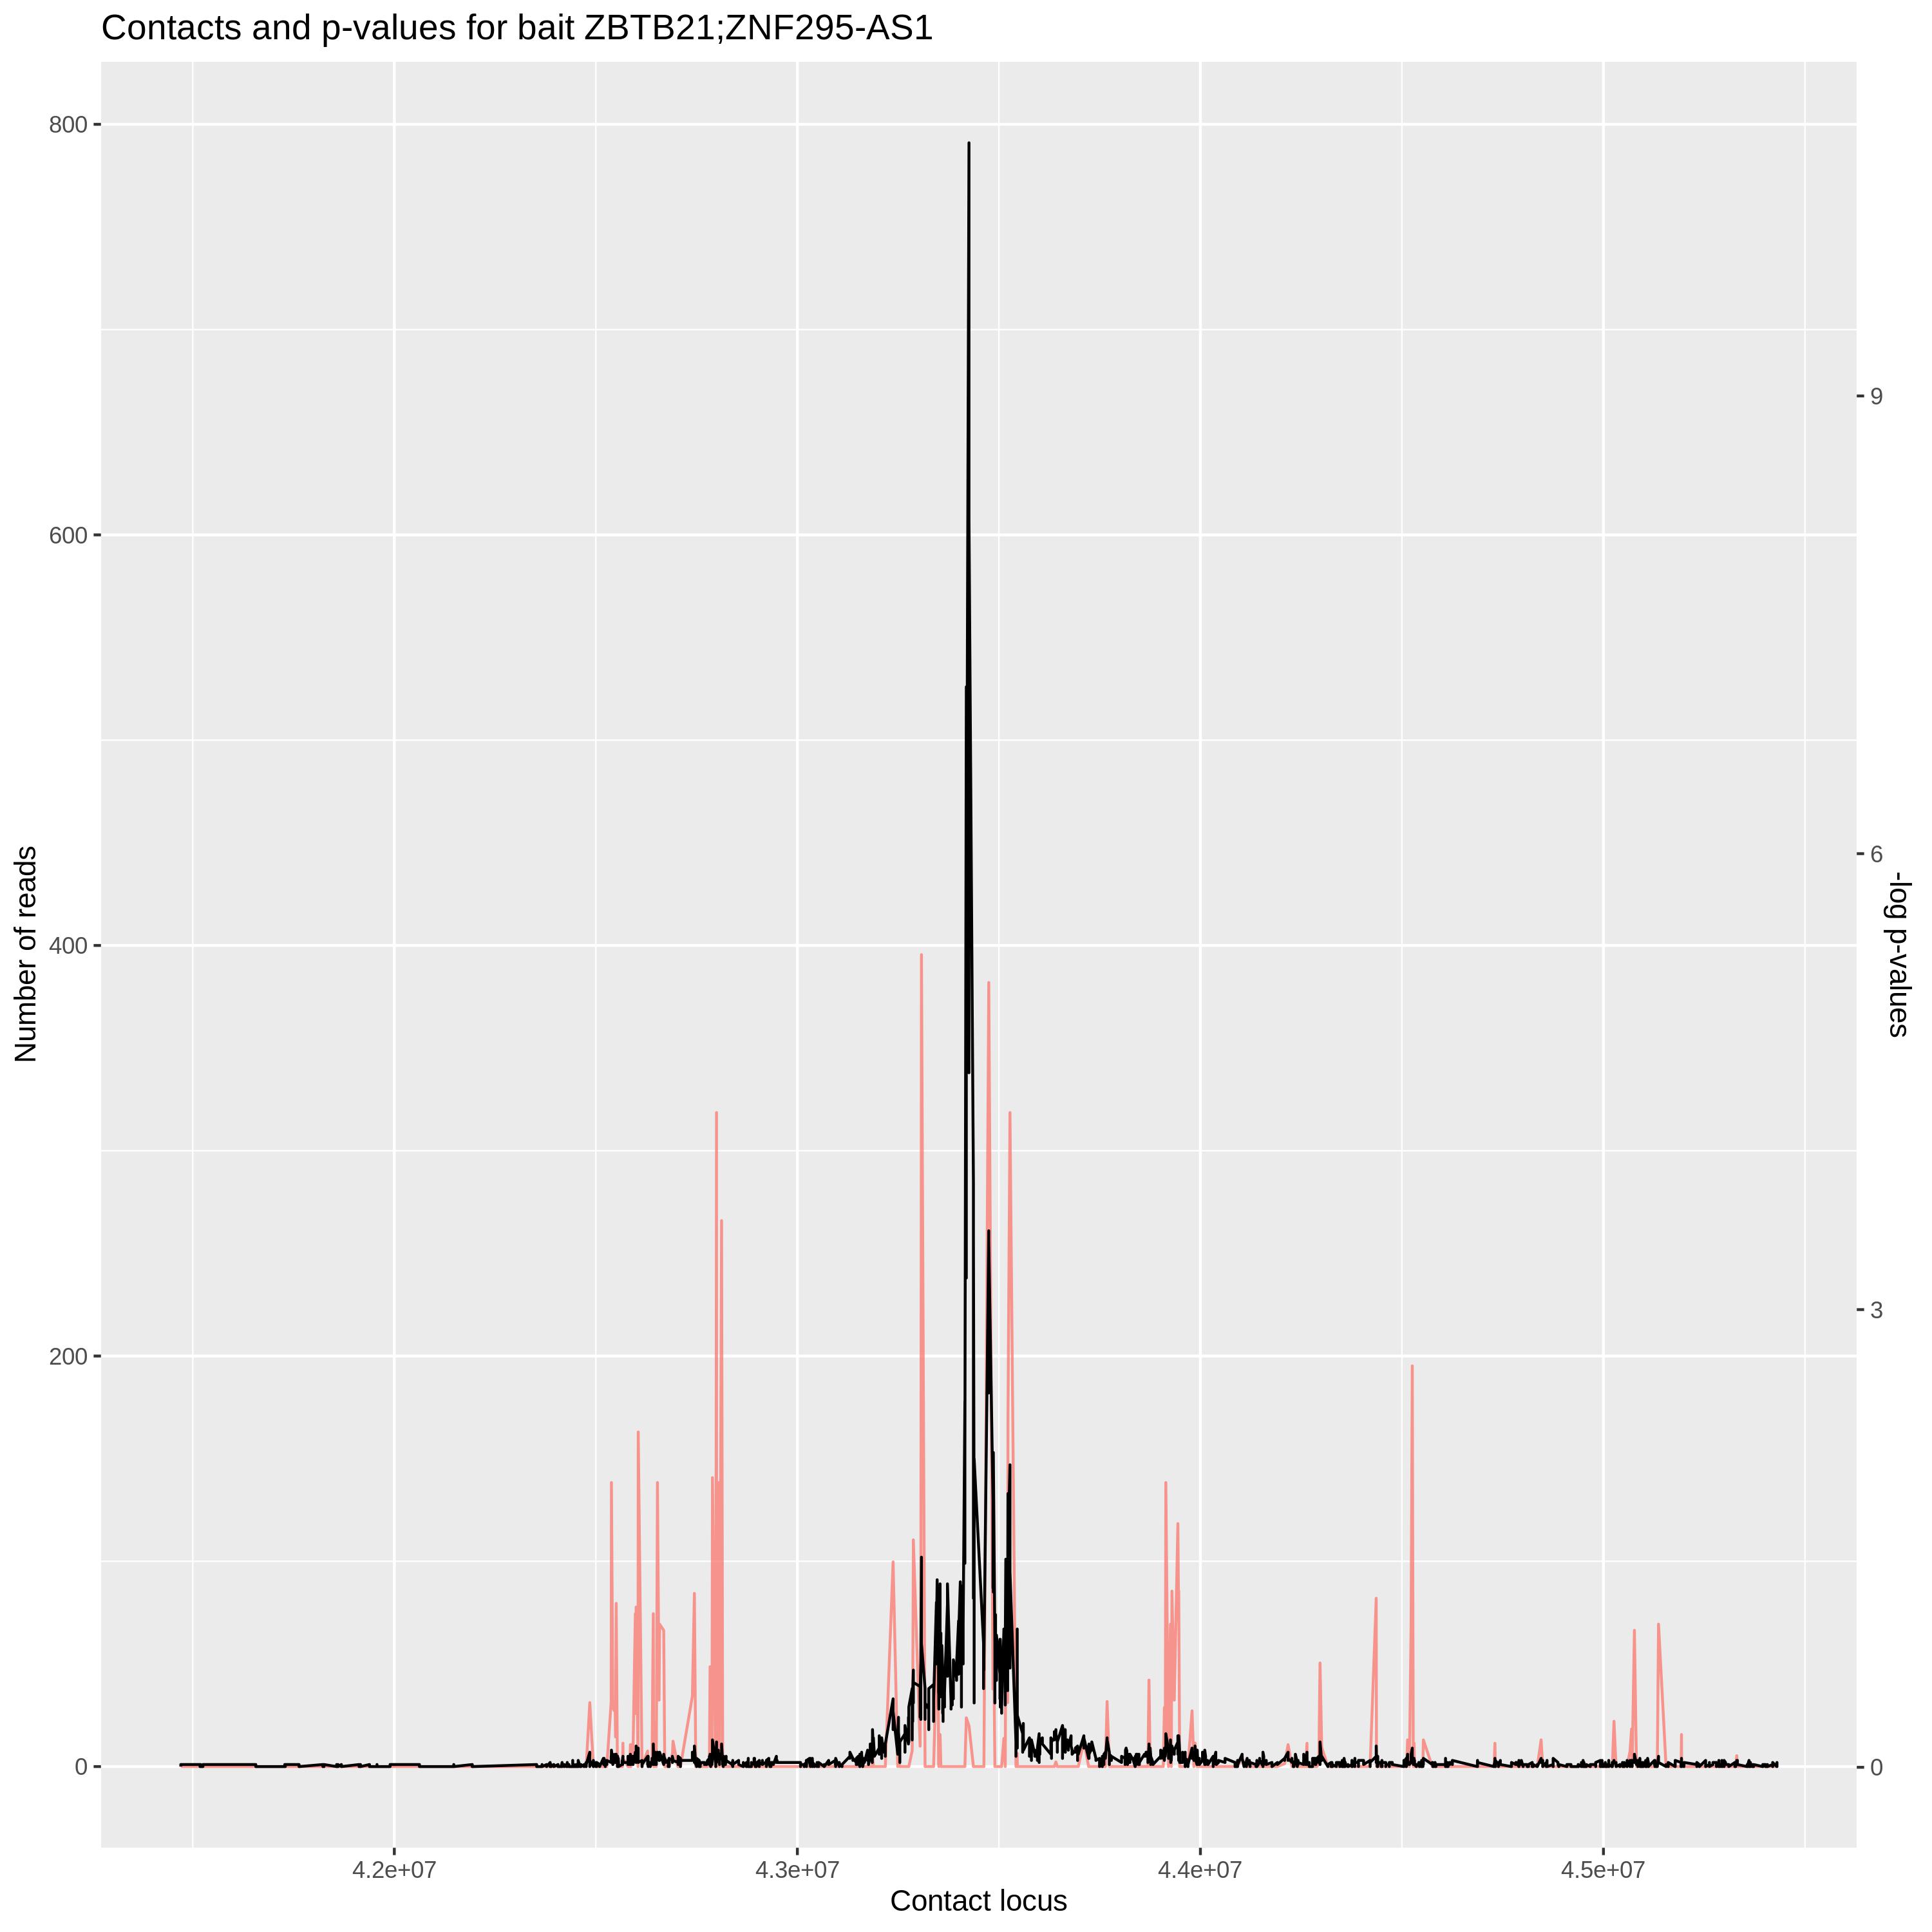 Contacts and p-values for bait ZBTB21;ZNF295-AS1
800
600
400
200
0
Number of reads
9
6
3
0
-log p-values
4.2e+07
4.3e+07
4.4e+07
4.5e+07
Contact locus